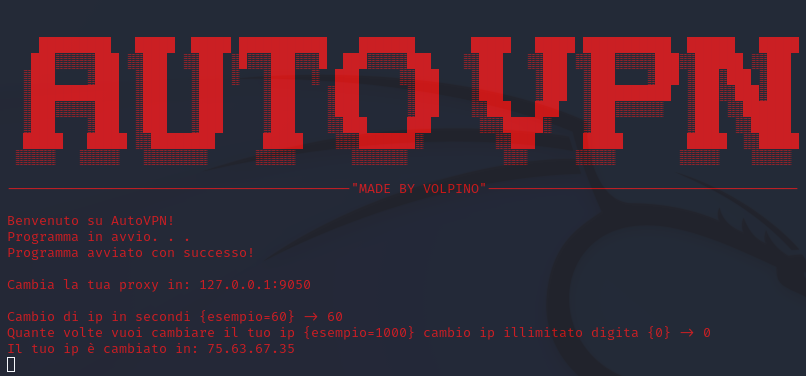 AUTO VPN
"MADE BY VOLPINO"
Benvenuto su AutoVPN!
Programma in avvio. . .
Programma avviato con successo!
Cambia la tua proxy in: 127.0.0.1:9050
Cambio di ip in secondi {esempio=60} → 60
Quante volte vuoi cambiare il tuo ip {esempio=1000} cambio ip illimitato digita {0} → 0
Il tuo ip è cambiato in: 75.63.67.35